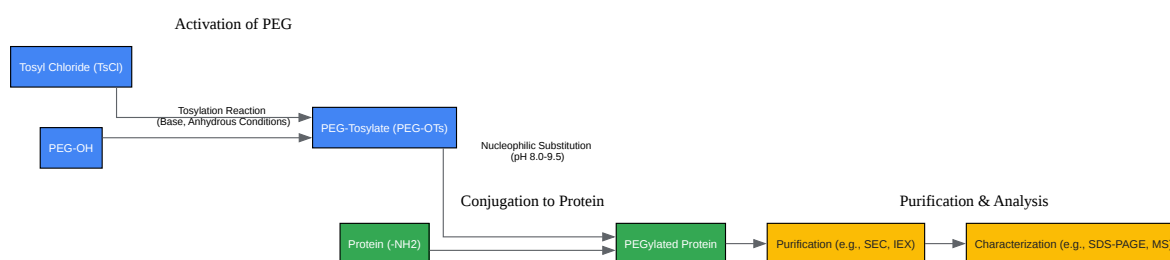 Activation of PEG
Tosyl Chloride (TsCl)
Tosylation Reaction
(Base, Anhydrous Conditions)
PEG-OH
PEG-Tosylate (PEG-OTs)
Nucleophilic Substitution
(pH 8.0-9.5)
Conjugation to Protein
Purification & Analysis
Protein (-NH2)
PEGylated Protein
Purification (e.g., SEC, IEX)
Characterization (e.g., SDS-PAGE, MS)